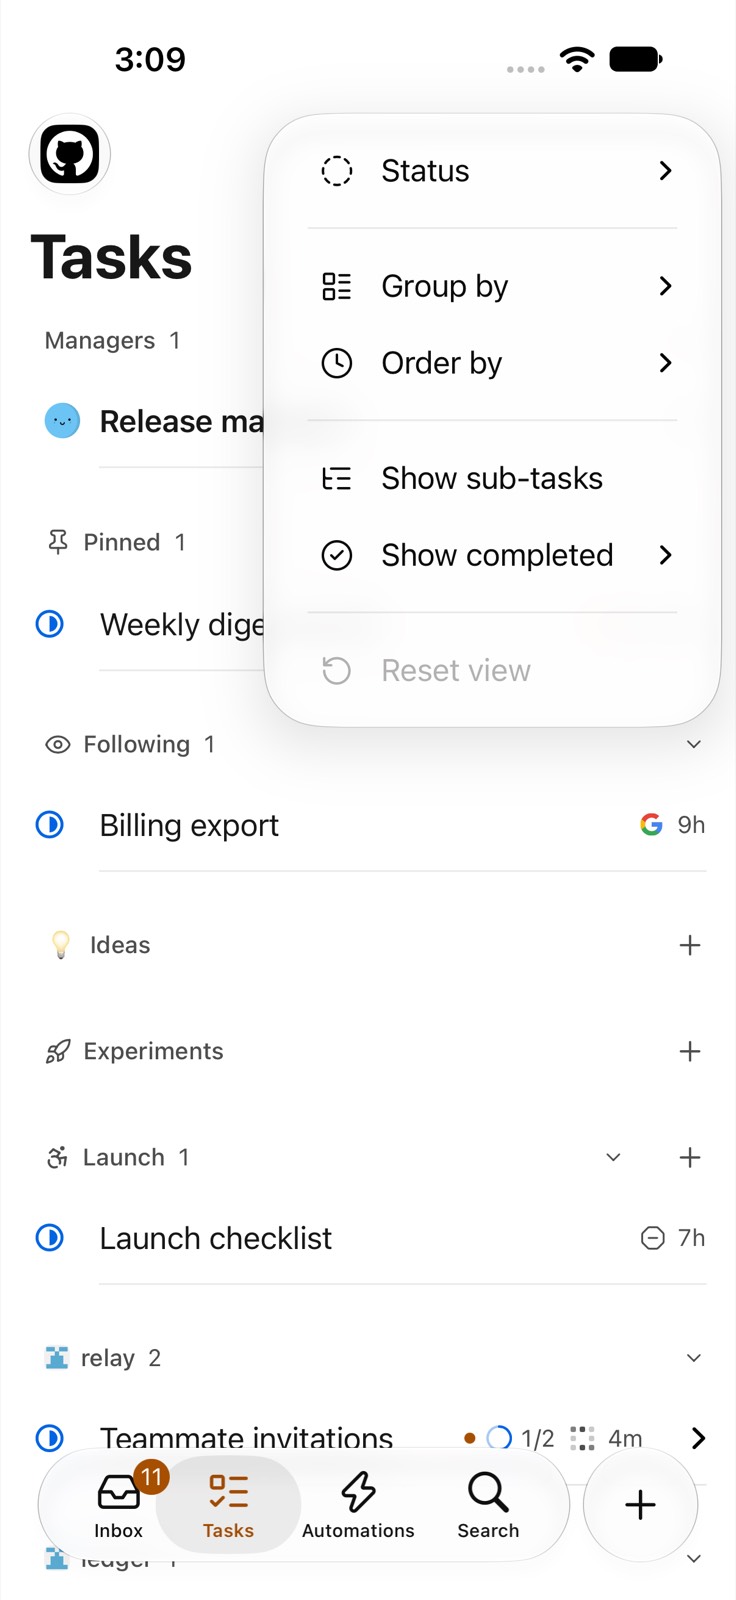 3:09
Status
Group by
Order by
Show sub-tasks
Show completed
Reset view
Tasks
Managers 1
Release ma
Pinned 1
Weekly dige
Following 1
Billing export
9h
Ideas
Experiments
Launch 1
Launch checklist
7h
relay 2
Teammate invitations
1/2
4m
11
Inbox
Tasks
Automations
Search
ledger 1